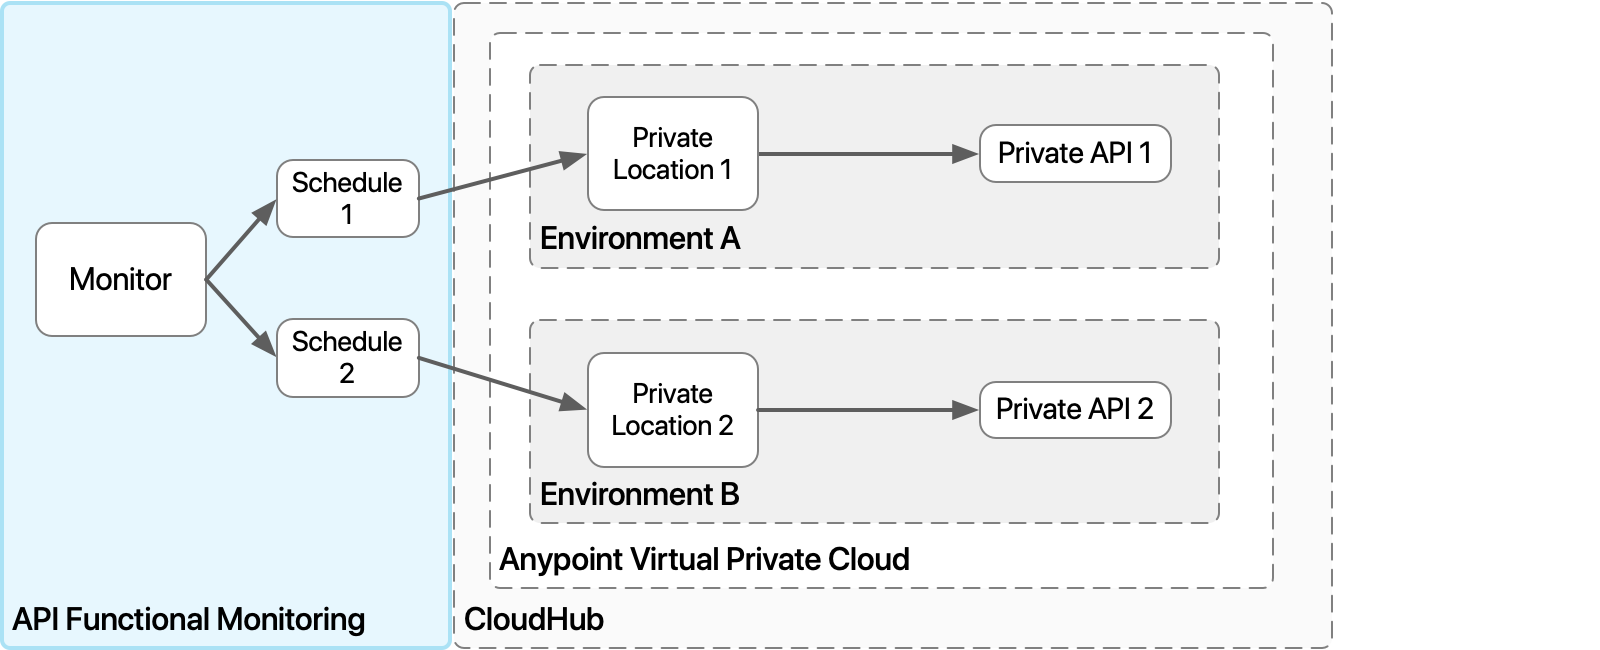 Monitor
Schedule
1
Schedule
2
API Functional Monitoring
Private
Location 1
Private API 1
Environment A
Private
Location 2
Private API 2
Environment B
Anypoint Virtual Private Cloud
CloudHub